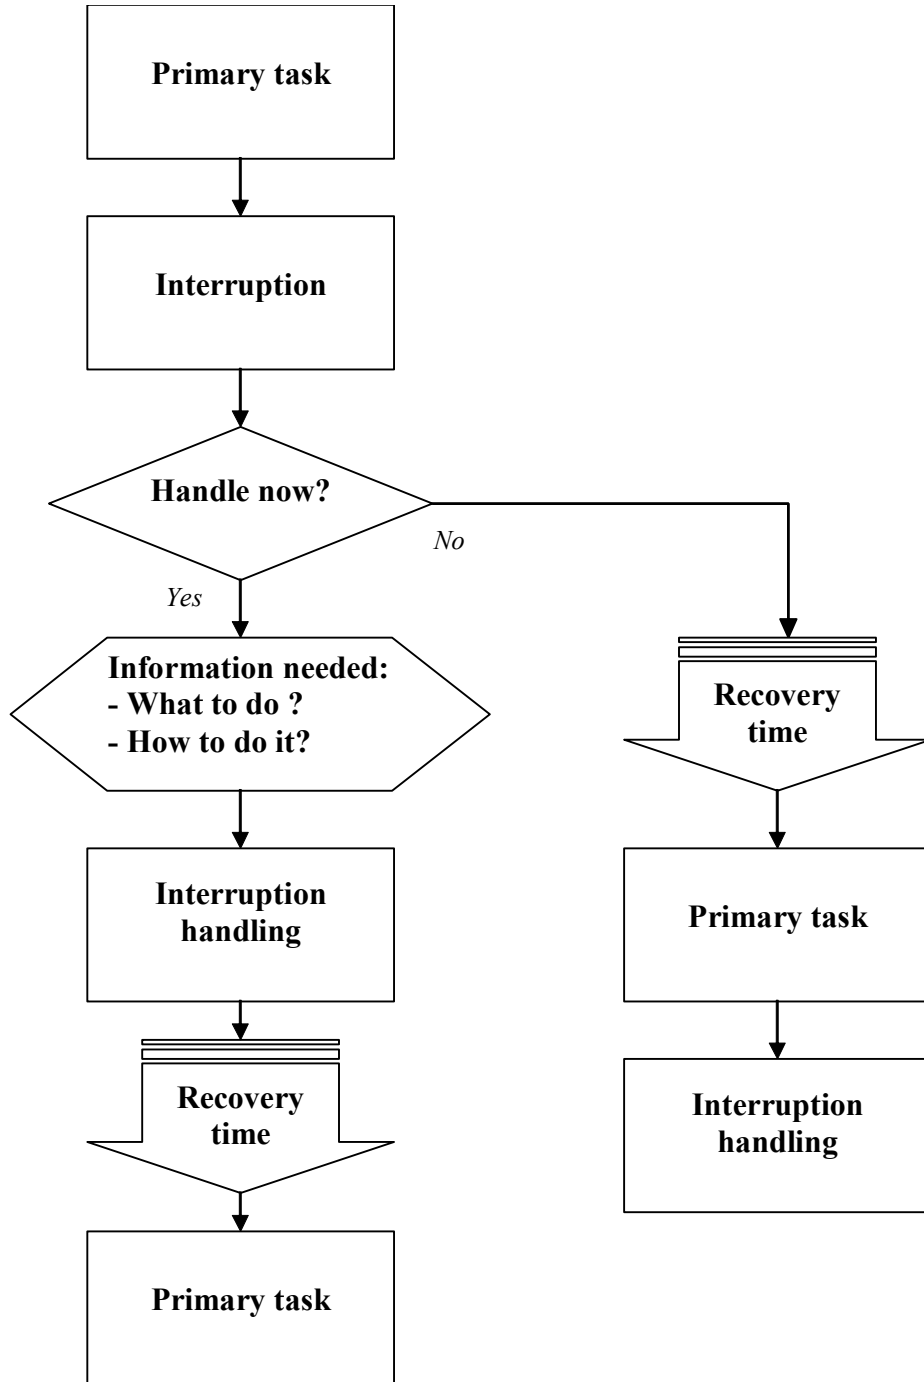 Primary task
Interruption
Handle now?
No
Yes
Information needed:
- What to do ?
- How to do it?
Recovery
time
Interruption
handling
Primary task
Recovery
time
Interruption
handling
Primary task